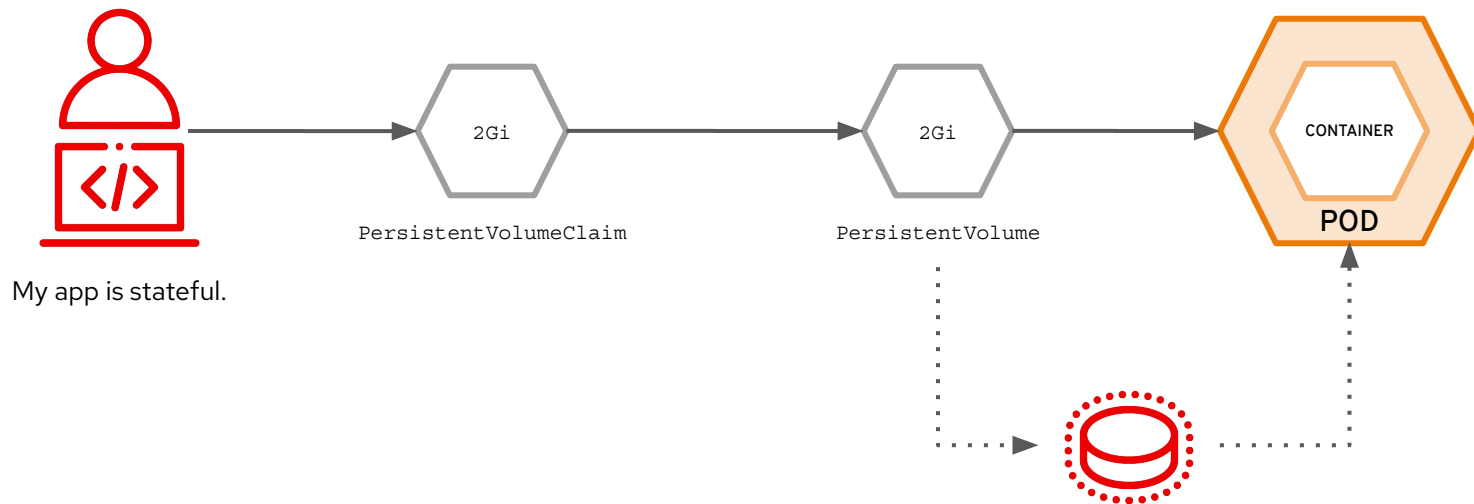 2Gi
2Gi
CONTAINER
PersistentVolumeClaim
PersistentVolume
POD
My app is stateful.